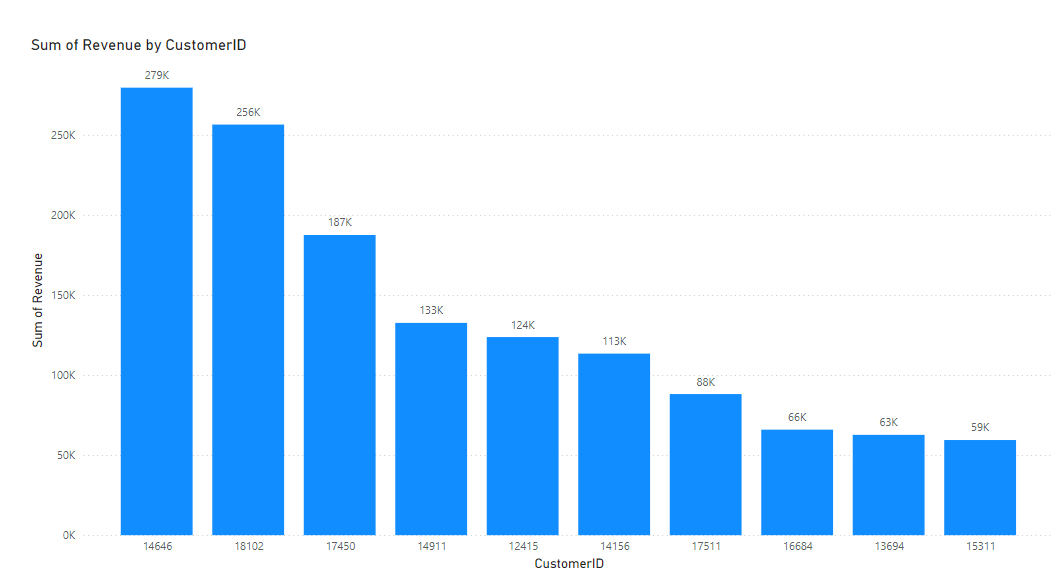 Sum of Revenue by CustomerID
279K
256K
187K
133K
124K
113K
88K
66K
63K
59K
250K
200K
150K
100K
50K
0K
Sum of Revenue
14646 18102 17450 14911 12415 14156 17511 16684 13694 15311
CustomerID